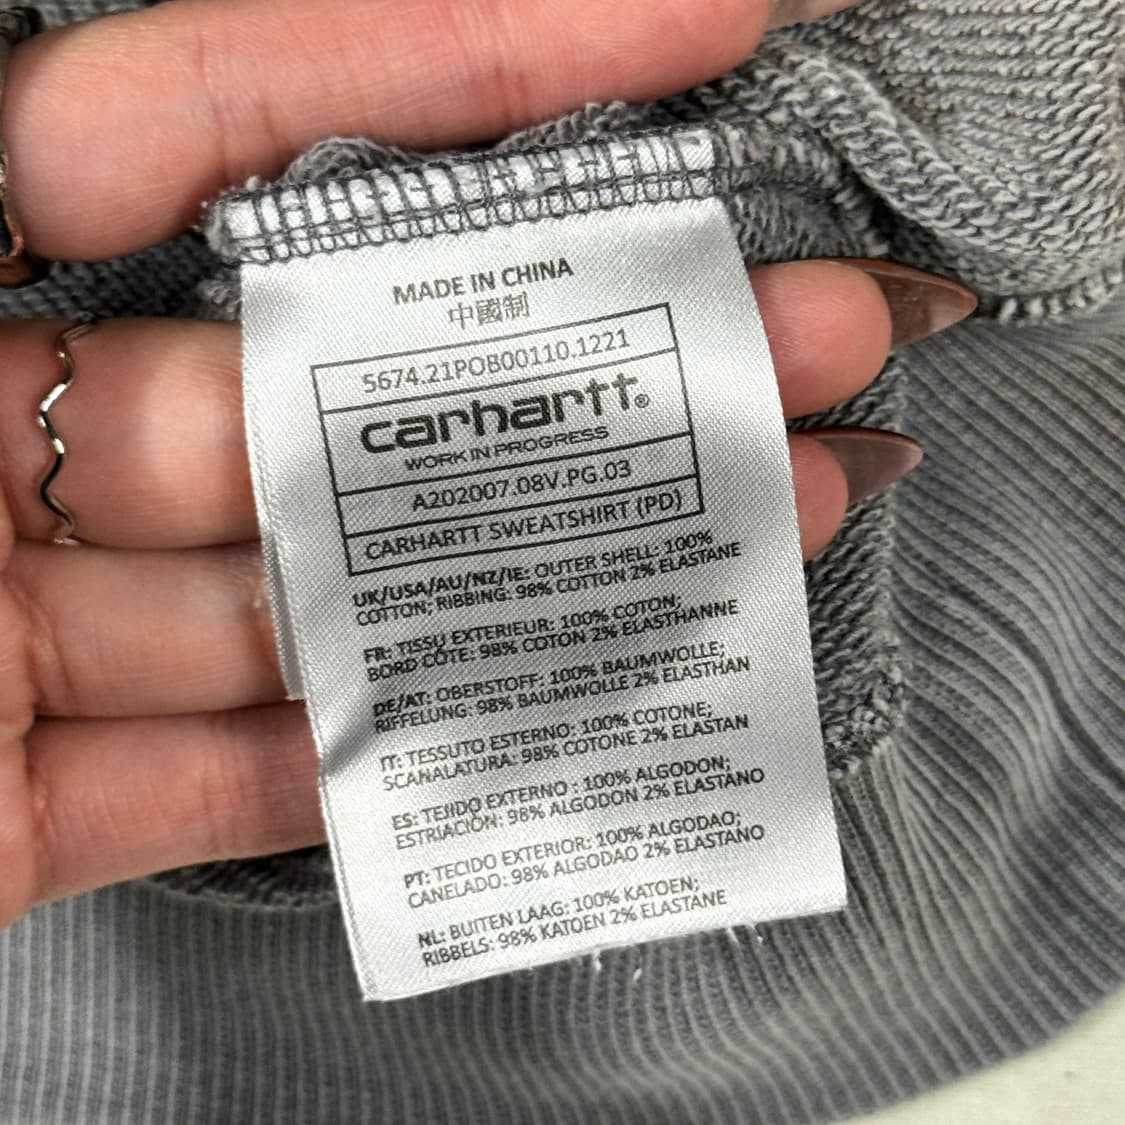 MADE IN CHINA
中國制
5674.21POB00110.1221
carhartt®
WORK IN PROGRESS
A202007.08V.PG.03
CARHARTT SWEATSHIRT (PD)
UK/USA/AU/NZ/IE: OUTER SHELL: 100%
COTTON; RIBBING: 98% COTTON 2% ELASTANE
FR: TISSU EXTERIEUR: 100% COTON;
BORD CÔTE: 98% COTON 2% ELASTHANNE
DE/AT: OBERSTOFF: 100% BAUMWOLLE;
RIFFELUNG: 98% BAUMWOLLE 2% ELASTHAN
IT: TESSUTO ESTERNO: 100% COTONE;
SCANALATURA: 98% COTONE 2% ELASTAN
ES: TEJIDO EXTERNO : 100% ALGODON;
ESTRIACIÓN: 98% ALGODON 2% ELASTANO
PT: TECIDO EXTERIOR: 100% ALGODAO;
CANELADO: 98% ALGODAO 2% ELASTANO
NL: BUITEN LAAG: 100% KATOEN;
RIBBELS: 98% KATOEN 2% ELASTANE